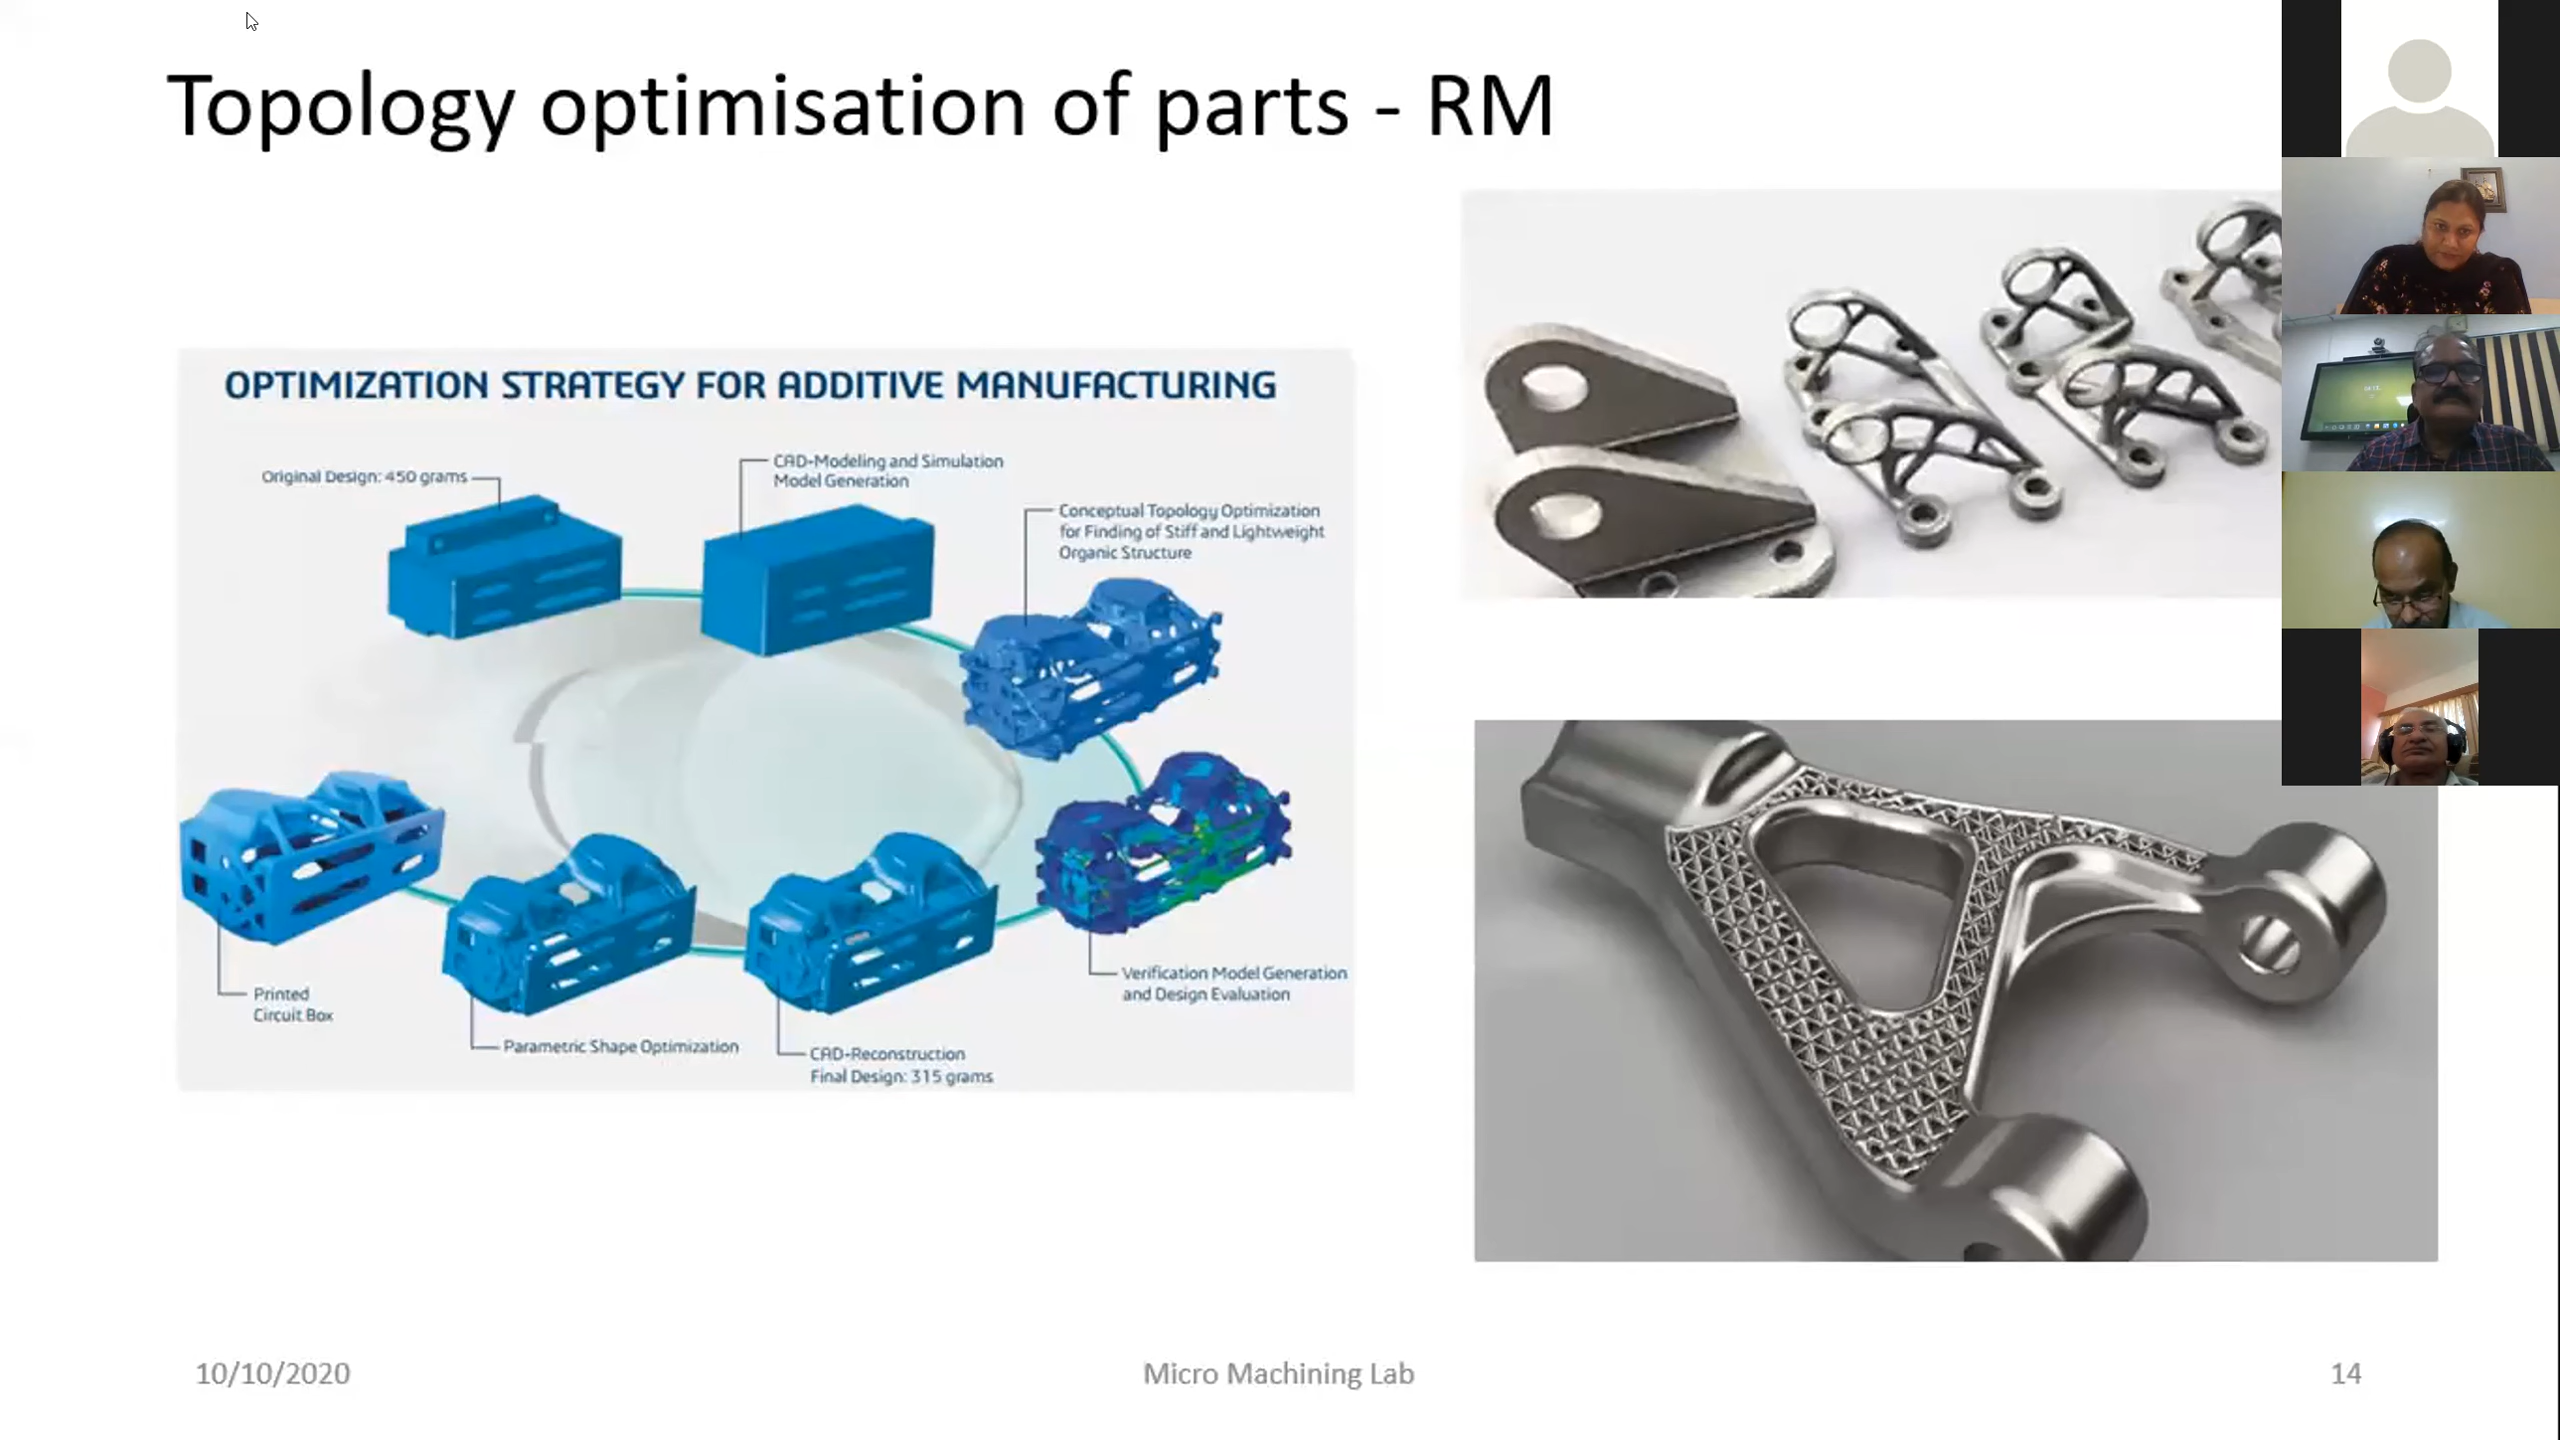 Topology optimisation of parts - RM
OPTIMIZATION STRATEGY FOR ADDITIVE MANUFACTURING
Original Design: 450 grams
CAD-Modeling and Simulation
Model Generation
Conceptual Topology Optimization
for Finding of Stiff and Lightweight
Organic Structure
Verification Model Generation
and Design Evaluation
CAD-Reconstruction
Final Design: 315 grams
Parametric Shape Optimization
Printed
Circuit Box
10/10/2020
Micro Machining Lab
14